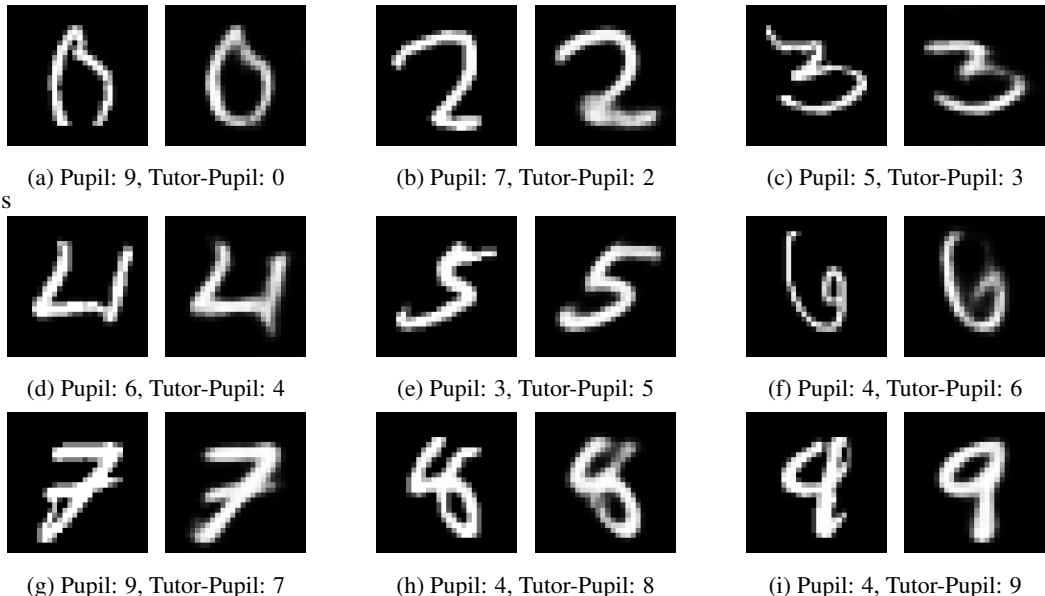 (a) Pupil: 9, Tutor-Pupil: 0
(b) Pupil: 7, Tutor-Pupil: 2
(c) Pupil: 5, Tutor-Pupil: 3
s
(d) Pupil: 6, Tutor-Pupil: 4
(e) Pupil: 3, Tutor-Pupil: 5
(f) Pupil: 4, Tutor-Pupil: 6
(g) Pupil: 9, Tutor-Pupil: 7
(h) Pupil: 4, Tutor-Pupil: 8
(i) Pupil: 4, Tutor-Pupil: 9